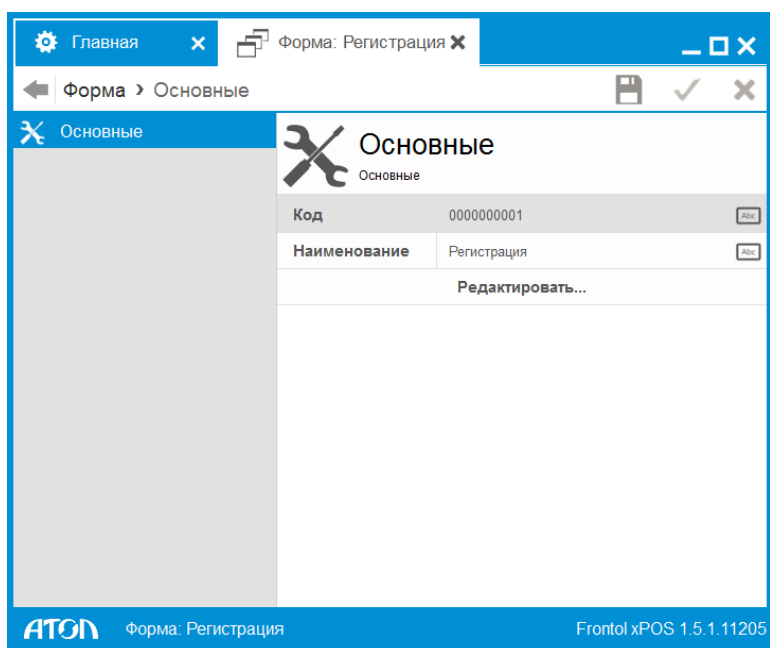 Главная
Форма: Регистрация
Форма › Основные
Основные
Основные
Основные
Код 0000000001 Abc
Наименование Регистрация Abc
Редактировать...
АТОЛ Форма: Регистрация Frontol xPOS 1.5.1.11205